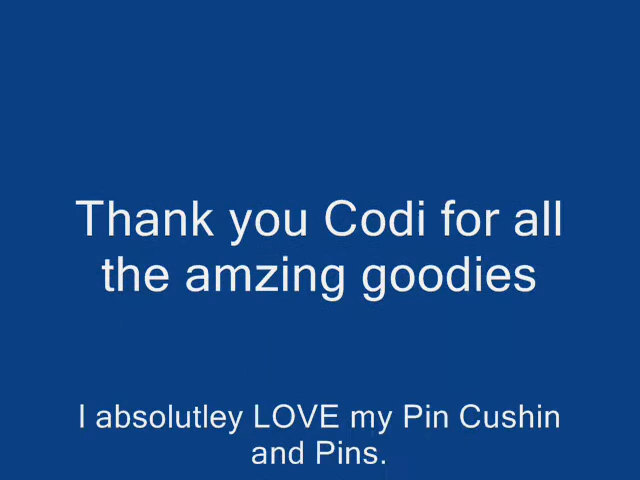 Thank you Codi for all
the amzing goodies
I absolutley LOVE my Pin Cushin
and Pins.